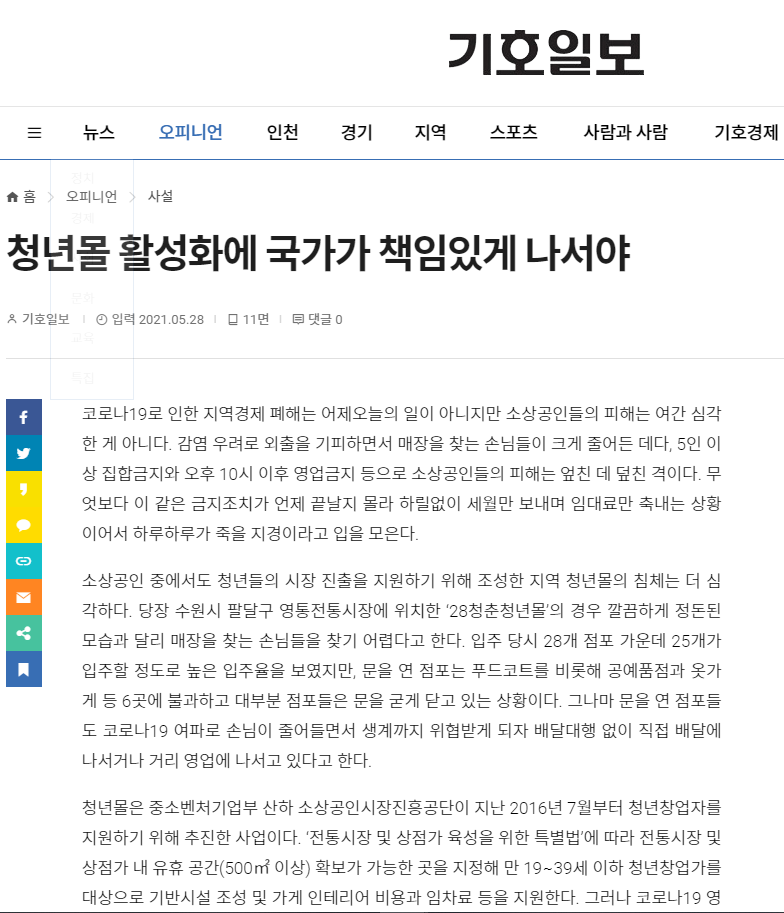 기호일보
뉴스 오피니언 인천 경기 지역 스포츠 사람과 사람 기호경제
정치
홈 오피니언 사설
경제
청년몰 활성화에 국가가 책임있게 나서야
문화
기호일보 입력 2021.05.28 11면 댓글 0
교육
특집
코로나19로 인한 지역경제 폐해는 어제오늘의 일이 아니지만 소상공인들의 피해는 여간 심각
한 게 아니다. 감염 우려로 외출을 기피하면서 매장을 찾는 손님들이 크게 줄어든 데다, 5인 이
상 집합금지와 오후 10시 이후 영업금지 등으로 소상공인들의 피해는 엎친 데 덮친 격이다. 무
엇보다 이 같은 금지조치가 언제 끝날지 몰라 하릴없이 세월만 보내며 임대료만 축내는 상황
이어서 하루하루가 죽을 지경이라고 입을 모은다.
소상공인 중에서도 청년들의 시장 진출을 지원하기 위해 조성한 지역 청년몰의 침체는 더 심
각하다. 당장 수원시 팔달구 영통전통시장에 위치한 ‘28청춘청년몰’의 경우 깔끔하게 정돈된
모습과 달리 매장을 찾는 손님들을 찾기 어렵다고 한다. 입주 당시 28개 점포 가운데 25개가
입주할 정도로 높은 입주율을 보였지만, 문을 연 점포는 푸드코트를 비롯해 공예품점과 옷가
게 등 6곳에 불과하고 대부분 점포들은 문을 굳게 닫고 있는 상황이다. 그나마 문을 연 점포들
도 코로나19 여파로 손님이 줄어들면서 생계까지 위협받게 되자 배달대행 없이 직접 배달에
나서거나 거리 영업에 나서고 있다고 한다.
청년몰은 중소벤처기업부 산하 소상공인시장진흥공단이 지난 2016년 7월부터 청년창업자를
지원하기 위해 추진한 사업이다. ‘전통시장 및 상점가 육성을 위한 특별법’에 따라 전통시장 및
상점가 내 유휴 공간(500㎡ 이상) 확보가 가능한 곳을 지정해 만 19~39세 이하 청년창업가를
대상으로 기반시설 조성 및 가게 인테리어 비용과 임차료 등을 지원한다. 그러나 코로나19 영